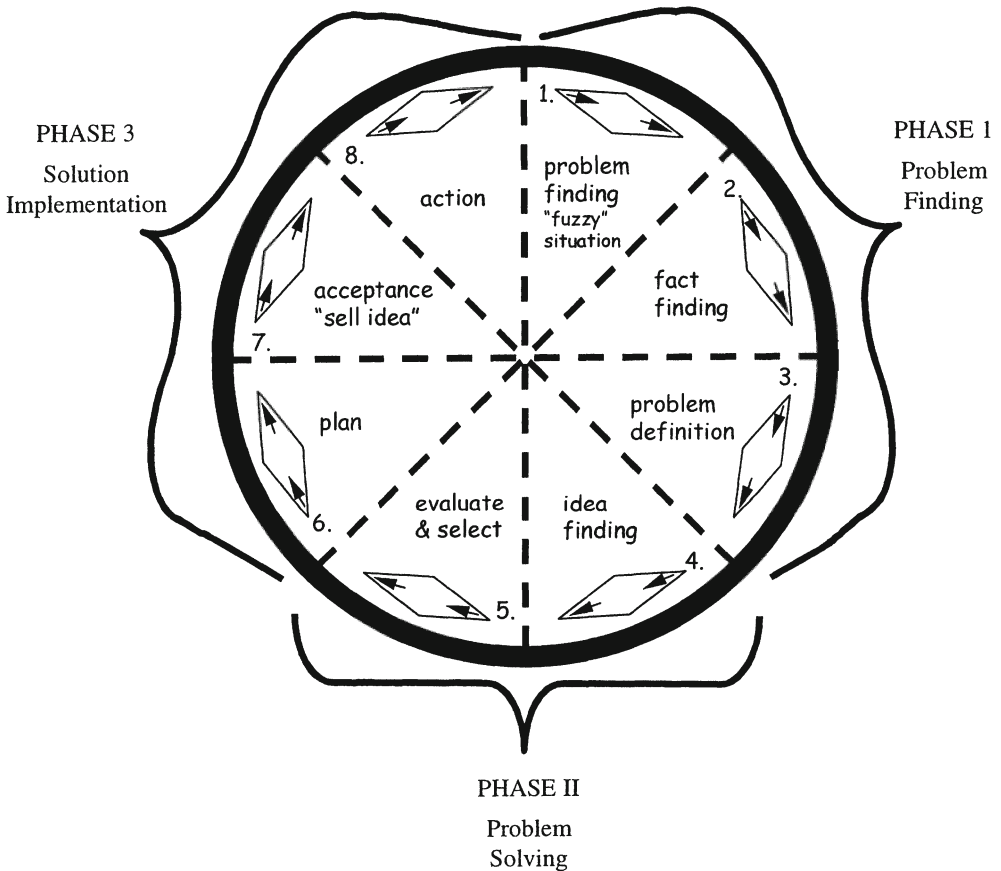 PHASE 1
Problem
Finding
1.
problem
finding
"fuzzy"
situation
2.
fact
finding
3.
problem
definition
4.
idea
finding
PHASE II
Problem
Solving
5.
evaluate
& select
6.
plan
PHASE 3
Solution
Implementation
7.
acceptance
"sell idea"
8.
action